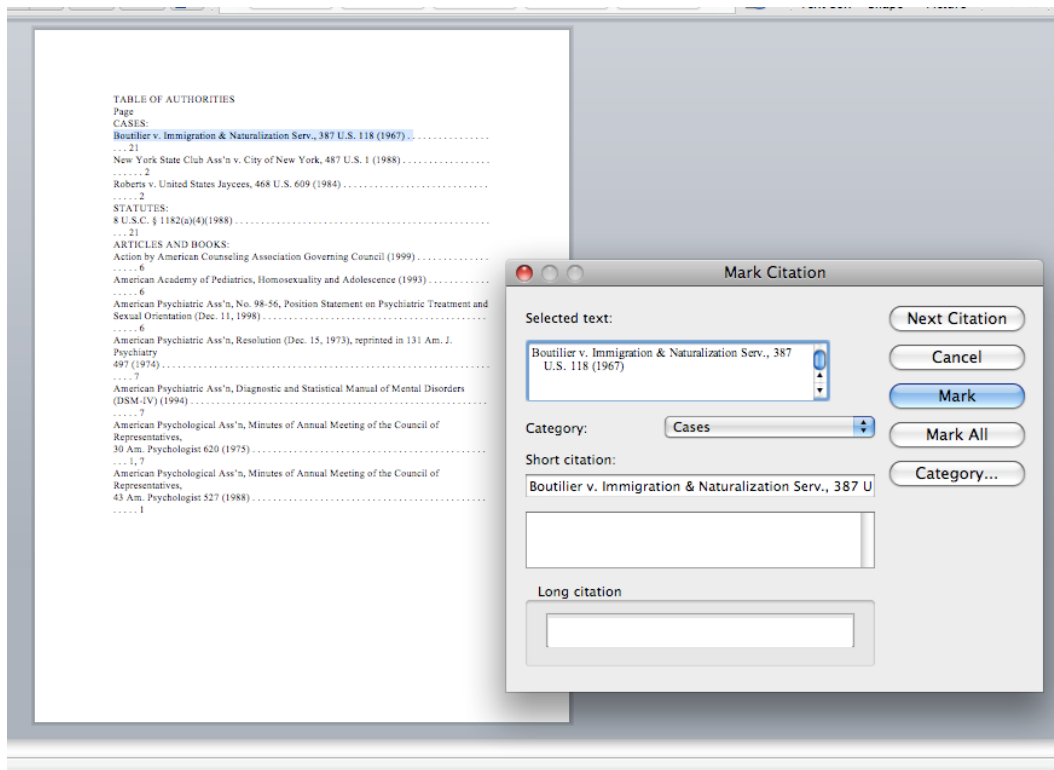 TABLE OF AUTHORITIES
Page
CASES:
Boutilier v. Immigration & Naturalization Serv., 387 U.S. 118 (1967) . . . . . . . . . . . . . . . .
. . . 21
New York State Club Ass'n v. City of New York, 487 U.S. 1 (1988) . . . . . . . . . . . . . . . . . .
. . . . . . 2
Roberts v. United States Jaycees, 468 U.S. 609 (1984) . . . . . . . . . . . . . . . . . . . . . . . . . . . . . .
. . . . . 2
STATUTES:
8 U.S.C. § 1182(a)(4)(1988) . . . . . . . . . . . . . . . . . . . . . . . . . . . . . . . . . . . . . . . . . . . . . . . . . . . .
. . . 21
ARTICLES AND BOOKS:
Action by American Counseling Association Governing Council (1999) . . . . . . . . . . . . . . .
. . . . . 6
American Academy of Pediatrics, Homosexuality and Adolescence (1993) . . . . . . . . . . . . .
. . . . . 6
American Psychiatric Ass'n, No. 98-56, Position Statement on Psychiatric Treatment and
Sexual Orientation (Dec. 11, 1998) . . . . . . . . . . . . . . . . . . . . . . . . . . . . . . . . . . . . . . . . . . . . . .
. . . . . 6
American Psychiatric Ass'n, Resolution (Dec. 15, 1973), reprinted in 131 Am. J.
Psychiatry
497 (1974) . . . . . . . . . . . . . . . . . . . . . . . . . . . . . . . . . . . . . . . . . . . . . . . . . . . . . . . . . . . . . . . . . .
. . . . 7
American Psychiatric Ass'n, Diagnostic and Statistical Manual of Mental Disorders
(DSM-IV) (1994) . . . . . . . . . . . . . . . . . . . . . . . . . . . . . . . . . . . . . . . . . . . . . . . . . . . . . . . . . . . . .
. . . . . 7
American Psychological Ass'n, Minutes of Annual Meeting of the Council of
Representatives,
30 Am. Psychologist 620 (1975) . . . . . . . . . . . . . . . . . . . . . . . . . . . . . . . . . . . . . . . . . . . . . . . . .
. . . 1, 7
American Psychological Ass'n, Minutes of Annual Meeting of the Council of
Representatives,
43 Am. Psychologist 527 (1988) . . . . . . . . . . . . . . . . . . . . . . . . . . . . . . . . . . . . . . . . . . . . . . . . .
. . . . . 1
Mark Citation
Selected text:
Boutilier v. Immigration & Naturalization Serv., 387
U.S. 118 (1967)
Category:
Cases
Short citation:
Boutilier v. Immigration & Naturalization Serv., 387 U
Long citation
Next Citation
Cancel
Mark
Mark All
Category...